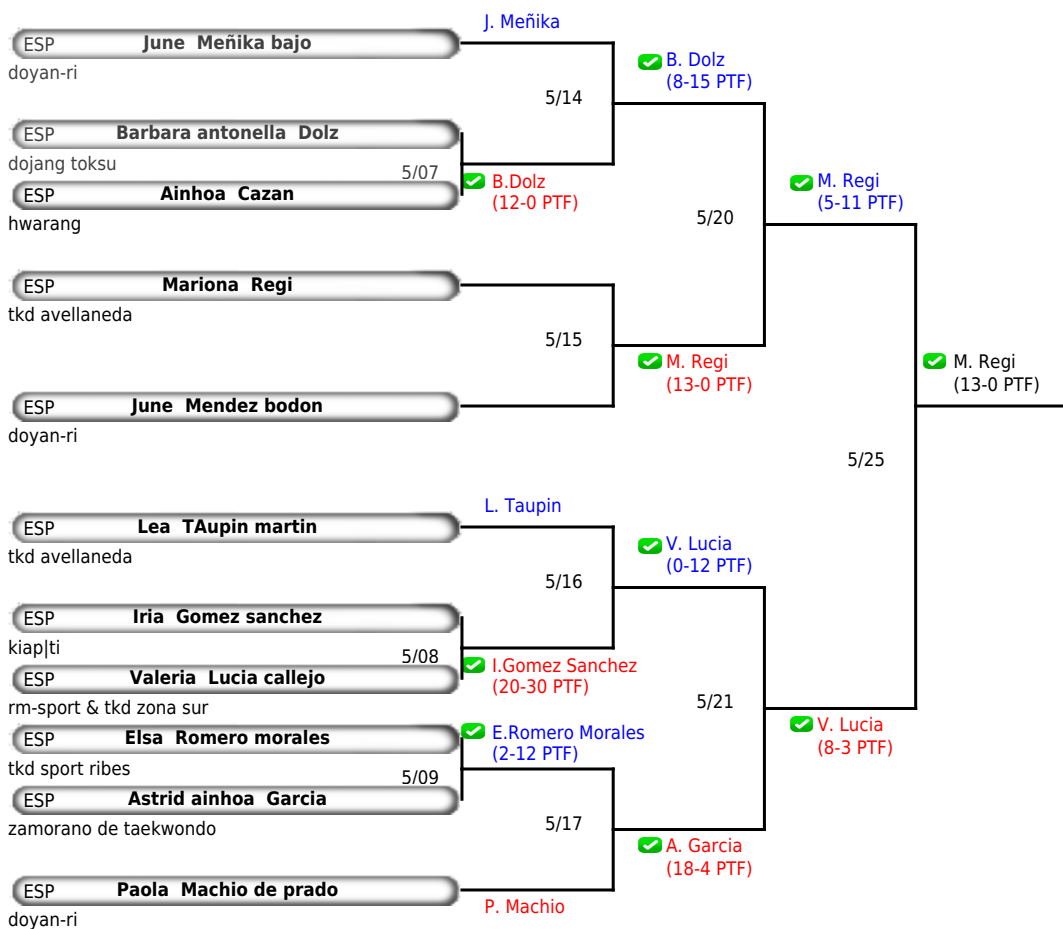 J. Meñika
ESP June Meñika bajo
doyan-ri
B. Dolz
(8-15 PTF)
5/14
ESP Barbara antonella Dolz
dojang toksu
5/07
B.Dolz
(12-0 PTF)
ESP Ainhoa Cazan
hwarang
M. Regi
(5-11 PTF)
5/20
ESP Mariona Regi
tkd avellaneda
5/15
M. Regi
(13-0 PTF)
M. Regi
(13-0 PTF)
ESP June Mendez bodon
doyan-ri
5/25
L. Taupin
ESP Lea TAupin martin
tkd avellaneda
V. Lucia
(0-12 PTF)
5/16
ESP Iria Gomez sanchez
kiap|ti
5/08
I.Gomez Sanchez
(20-30 PTF)
ESP Valeria Lucia callejo
rm-sport & tkd zona sur
5/21
V. Lucia
(8-3 PTF)
E.Romero Morales
(2-12 PTF)
ESP Elsa Romero morales
tkd sport ribes
5/09
ESP Astrid ainhoa Garcia
zamorano de taekwondo
5/17
A. Garcia
(18-4 PTF)
ESP Paola Machio de prado
doyan-ri
P. Machio